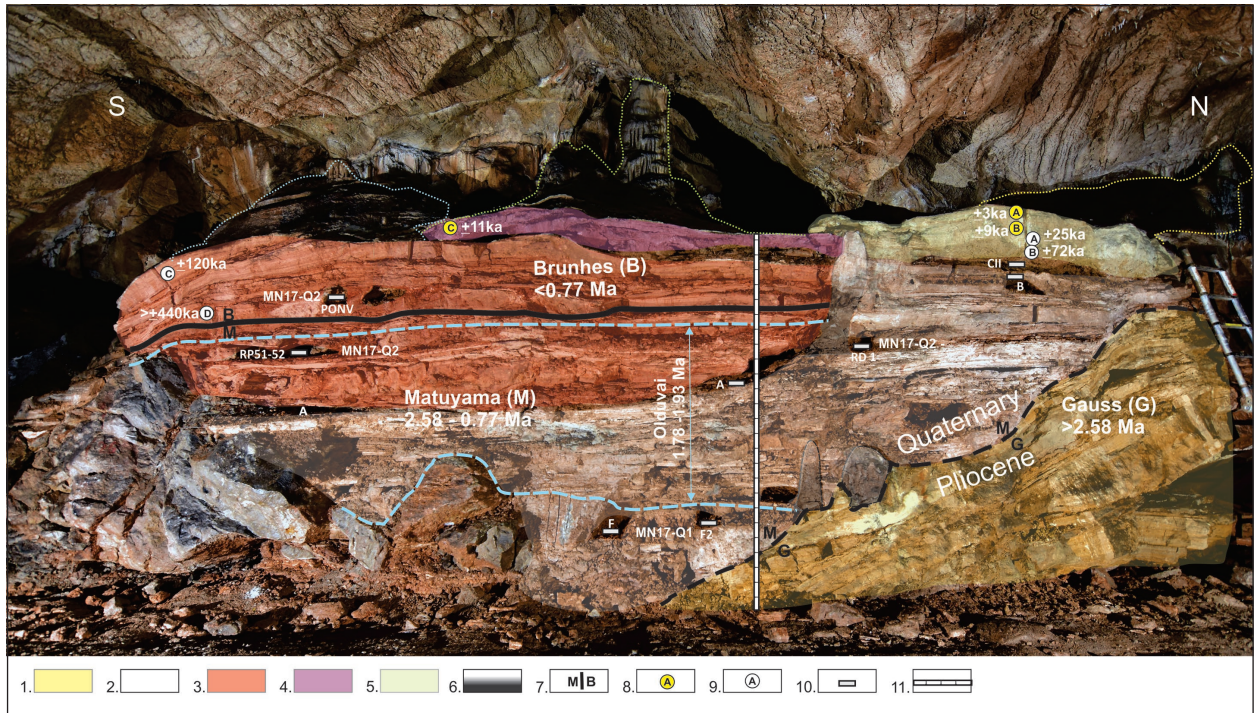 S
N
+3ka A
+9ka B
A +25ka
B +72ka
C +11ka
CII
B
+120ka
C
Brunhes (B)
<0.77 Ma
MN17-Q2
PONV
>+440ka D
B
M
RP51-52
MN17-Q2
MN17-Q2
RD 1
A
A
Matuyama (M)
2.58 - 0.77 Ma
Olduvai
1.78-1.93 Ma
Quaternary
M
G
Pliocene
Gauss (G)
>2.58 Ma
F
MN17-Q1
F2
M
G
1.
2.
3.
4.
5.
6.
7. M B
8. A
9. A
10.
11.